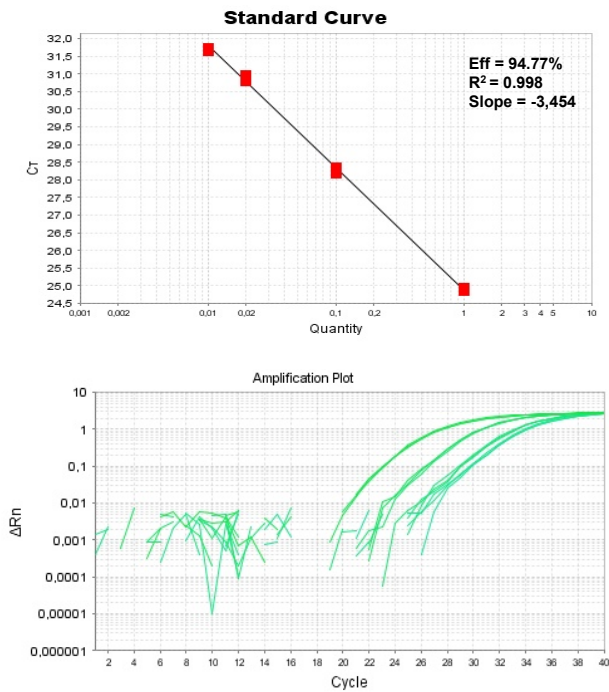 Standard Curve
32,0
31,5
31,0
30,5
30,0
29,5
29,0
28,5
28,0
27,5
27,0
26,5
26,0
25,5
25,0
24,5
Cᴛ
Eff = 94.77%
R² = 0.998
Slope = -3,454
0,001 0,002 0,01 0,02 0,1 0,2 1 2 3 4 5 10
Quantity
Amplification Plot
10
1
0,1
0,01
0,001
0,0001
0,00001
0,000001
ΔRn
2 4 6 8 10 12 14 16 18 20 22 24 26 28 30 32 34 36 38 40
Cycle